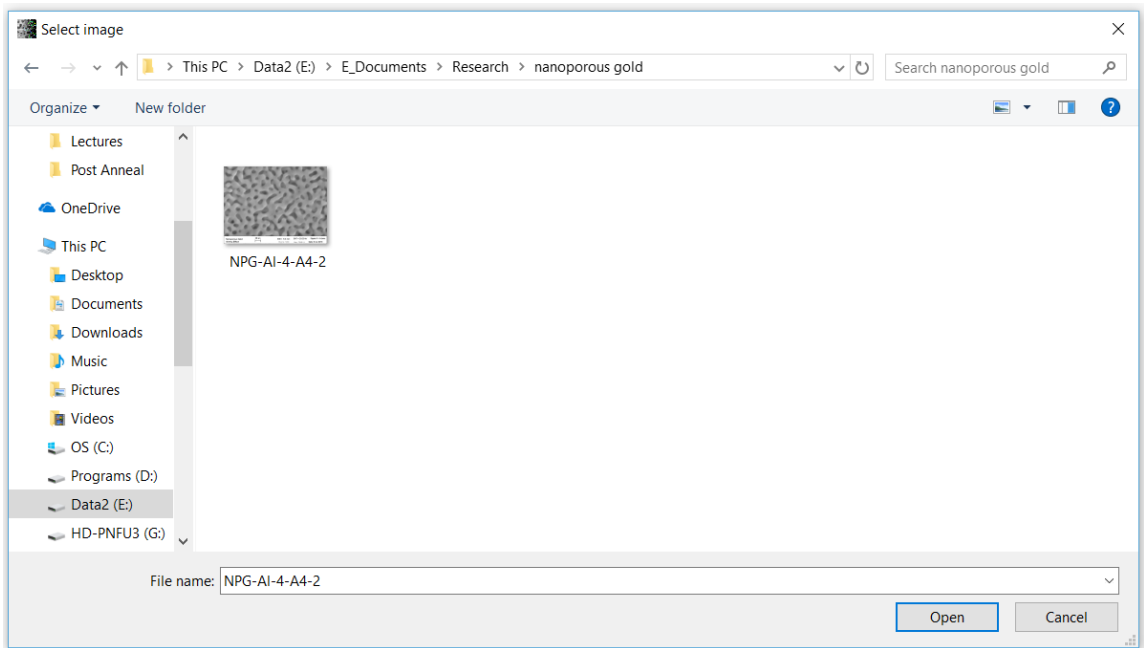 Select image
This PC > Data2 (E:) > E_Documents > Research > nanoporous gold
Search nanoporous gold
Organize
New folder
Lectures
Post Anneal
OneDrive
This PC
Desktop
Documents
Downloads
Music
Pictures
Videos
OS (C:)
Programs (D:)
Data2 (E:)
HD-PNFU3 (G:)
NPG-AI-4-A4-2
File name: NPG-AI-4-A4-2
Open
Cancel